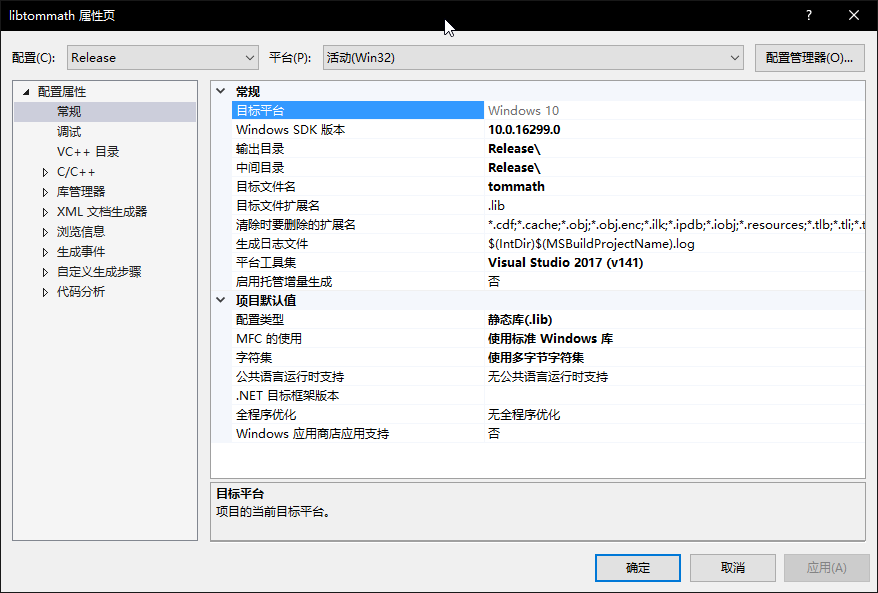 libtommath 属性页
配置(C): Release 平台(P): 活动(Win32) 配置管理器(O)...
配置属性
常规
调试
VC++ 目录
C/C++
库管理器
XML 文档生成器
浏览信息
生成事件
自定义生成步骤
代码分析
常规
目标平台 Windows 10
Windows SDK 版本 10.0.16299.0
输出目录 Release\
中间目录 Release\
目标文件名 tommath
目标文件扩展名 .lib
清除时要删除的扩展名 *.cdf;*.cache;*.obj;*.obj.enc;*.ilk;*.ipdb;*.iobj;*.resources;*.tlb;*.tli;*.t
生成日志文件 $(IntDir)$(MSBuildProjectName).log
平台工具集 Visual Studio 2017 (v141)
启用托管增量生成 否
项目默认值
配置类型 静态库(.lib)
MFC 的使用 使用标准 Windows 库
字符集 使用多字节字符集
公共语言运行时支持 无公共语言运行时支持
.NET 目标框架版本
全程序优化 无全程序优化
Windows 应用商店应用支持 否
目标平台
项目的当前目标平台。
确定 取消 应用(A)